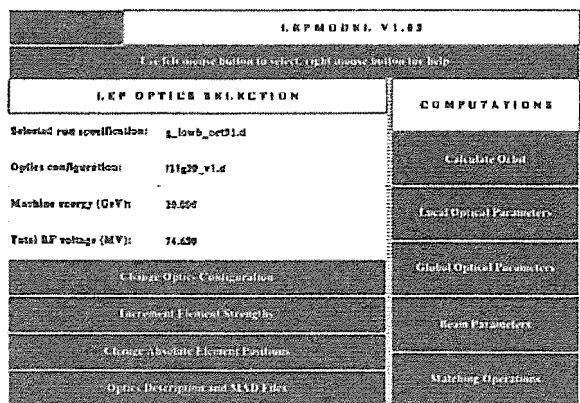 LEPMODEL V1.03
Use left mouse button to select, right mouse button for help
LEP OPTICS SELECTION
Selected run specification:
Optics configuration:
Machine energy (GeV):
Total RF voltage (MV):
Change Optics Configuration
Increment Element Strengths
Change Absolute Element Positions
Optics Description and MAD Files
COMPUTATIONS
Calculate Orbit
Local Optical Parameters
Global Optical Parameters
Beam Parameters
Matching Operations